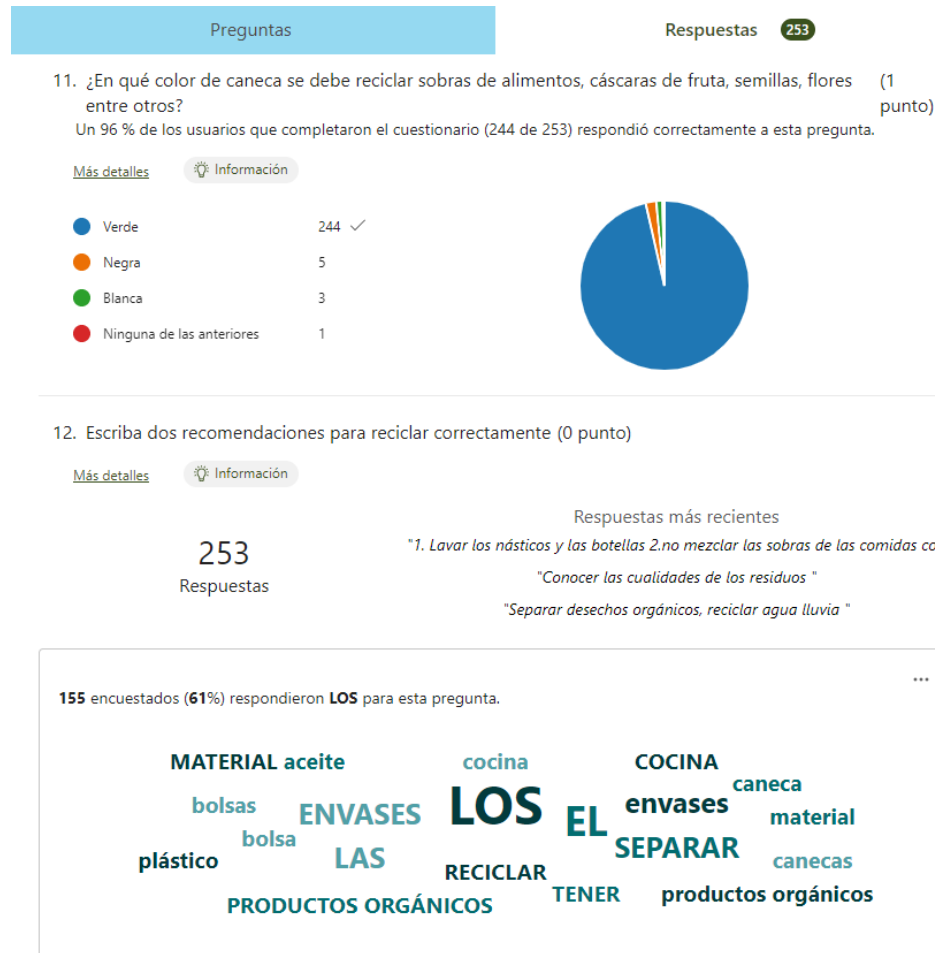 Preguntas
Respuestas 253
11. ¿En qué color de caneca se debe reciclar sobras de alimentos, cáscaras de fruta, semillas, flores (1
entre otros? punto)
Un 96 % de los usuarios que completaron el cuestionario (244 de 253) respondió correctamente a esta pregunta.
Más detalles Información
Verde 244
Negra 5
Blanca 3
Ninguna de las anteriores 1
12. Escriba dos recomendaciones para reciclar correctamente (0 punto)
Más detalles Información
253
Respuestas
Respuestas más recientes
"1. Lavar los násticos y las botellas 2.no mezclar las sobras de las comidas co
"Conocer las cualidades de los residuos "
"Separar desechos orgánicos, reciclar agua lluvia "
...
155 encuestados (61%) respondieron LOS para esta pregunta.
MATERIAL aceite cocina COCINA
caneca
bolsas ENVASES LOS EL envases material
bolsa SEPARAR
plástico LAS RECICLAR canecas
PRODUCTOS ORGÁNICOS TENER productos orgánicos